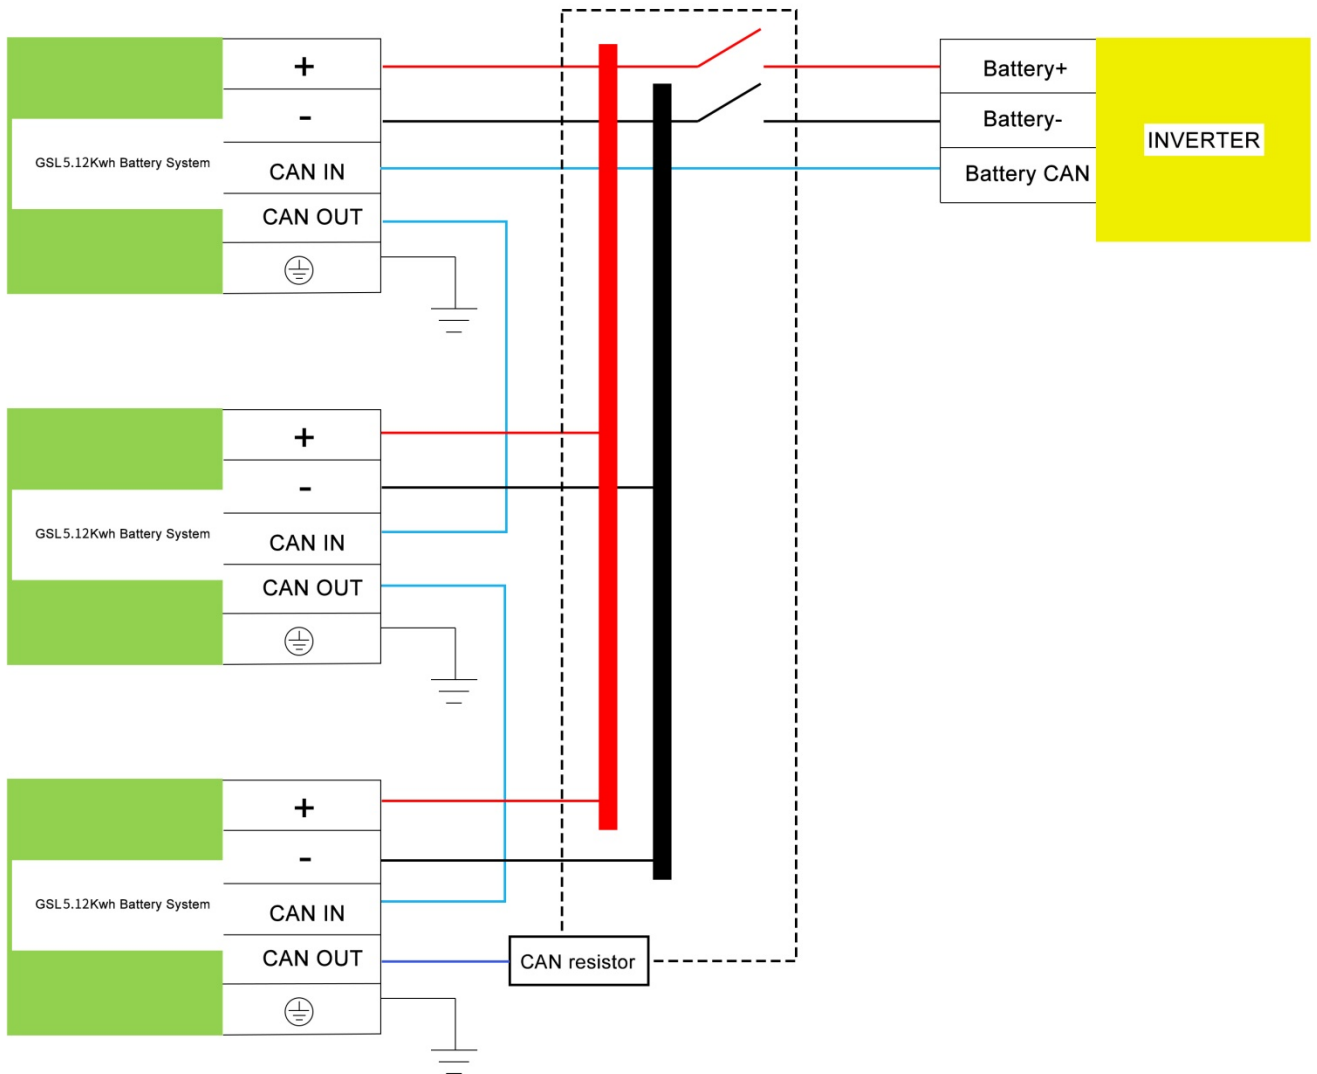 +
-
GSL5.12Kwh Battery System
CAN IN
CAN OUT
Battery+
Battery-
Battery CAN
INVERTER
+
-
GSL5.12Kwh Battery System
CAN IN
CAN OUT
+
-
GSL5.12Kwh Battery System
CAN IN
CAN OUT
CAN resistor